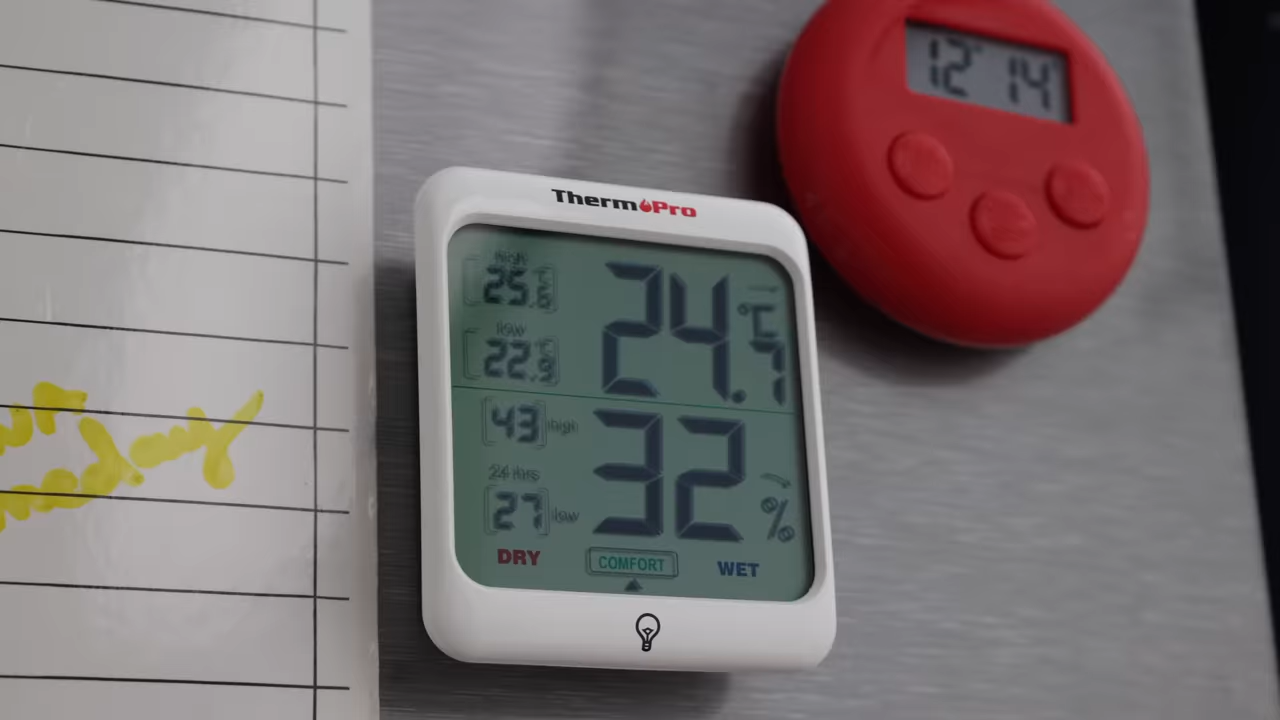 12 14
ThermoPro
high
25
24.7 °C
low
22.9
43 high
32 %
24 hrs
27 low
DRY COMFORT WET